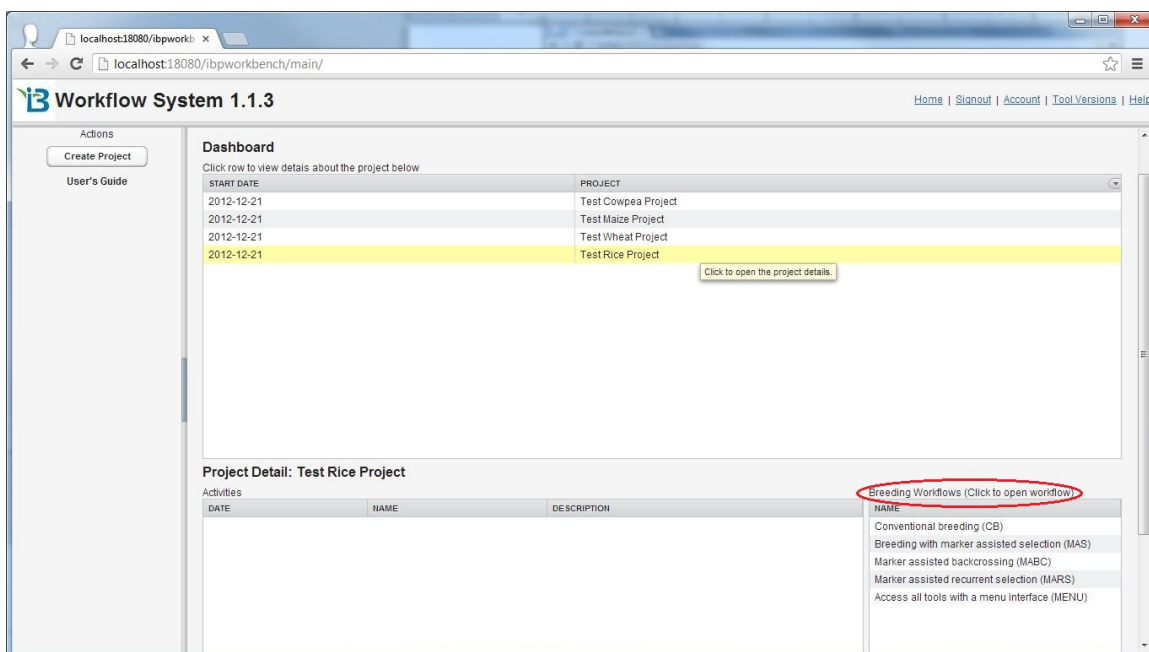 localhost:18080/ibpworkb ×
localhost:18080/ibpworkbench/main/
iB Workflow System 1.1.3
Home | Signout | Account | Tool Versions | Help
Actions
Create Project
User's Guide
Dashboard
Click row to view detais about the project below
START DATE PROJECT
2012-12-21 Test Cowpea Project
2012-12-21 Test Maize Project
2012-12-21 Test Wheat Project
2012-12-21 Test Rice Project
Click to open the project details.
Project Detail: Test Rice Project
Activities
DATE NAME DESCRIPTION
Breeding Workflows (Click to open workflow)
NAME
Conventional breeding (CB)
Breeding with marker assisted selection (MAS)
Marker assisted backcrossing (MABC)
Marker assisted recurrent selection (MARS)
Access all tools with a menu interface (MENU)